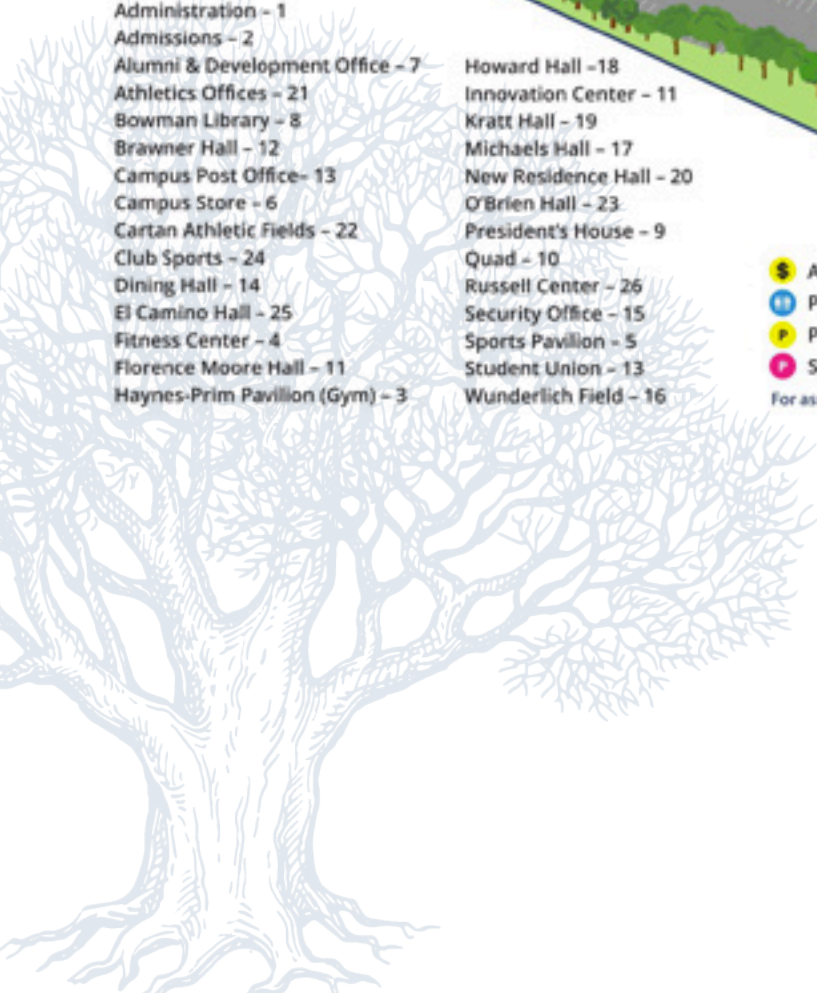 Administration – 1
Admissions – 2
Alumni & Development Office – 7
Athletics Offices – 21
Bowman Library – 8
Brawner Hall – 12
Campus Post Office– 13
Campus Store – 6
Cartan Athletic Fields – 22
Club Sports – 24
Dining Hall – 14
El Camino Hall – 25
Fitness Center – 4
Florence Moore Hall – 11
Haynes-Prim Pavilion (Gym) – 3
Howard Hall –18
Innovation Center – 11
Kratt Hall – 19
Michaels Hall – 17
New Residence Hall – 20
O'Brien Hall – 23
President's House – 9
Quad – 10
Russell Center – 26
Security Office – 15
Sports Pavilion – 5
Student Union – 13
Wunderlich Field – 16
$ A
P
P P
P S
For as